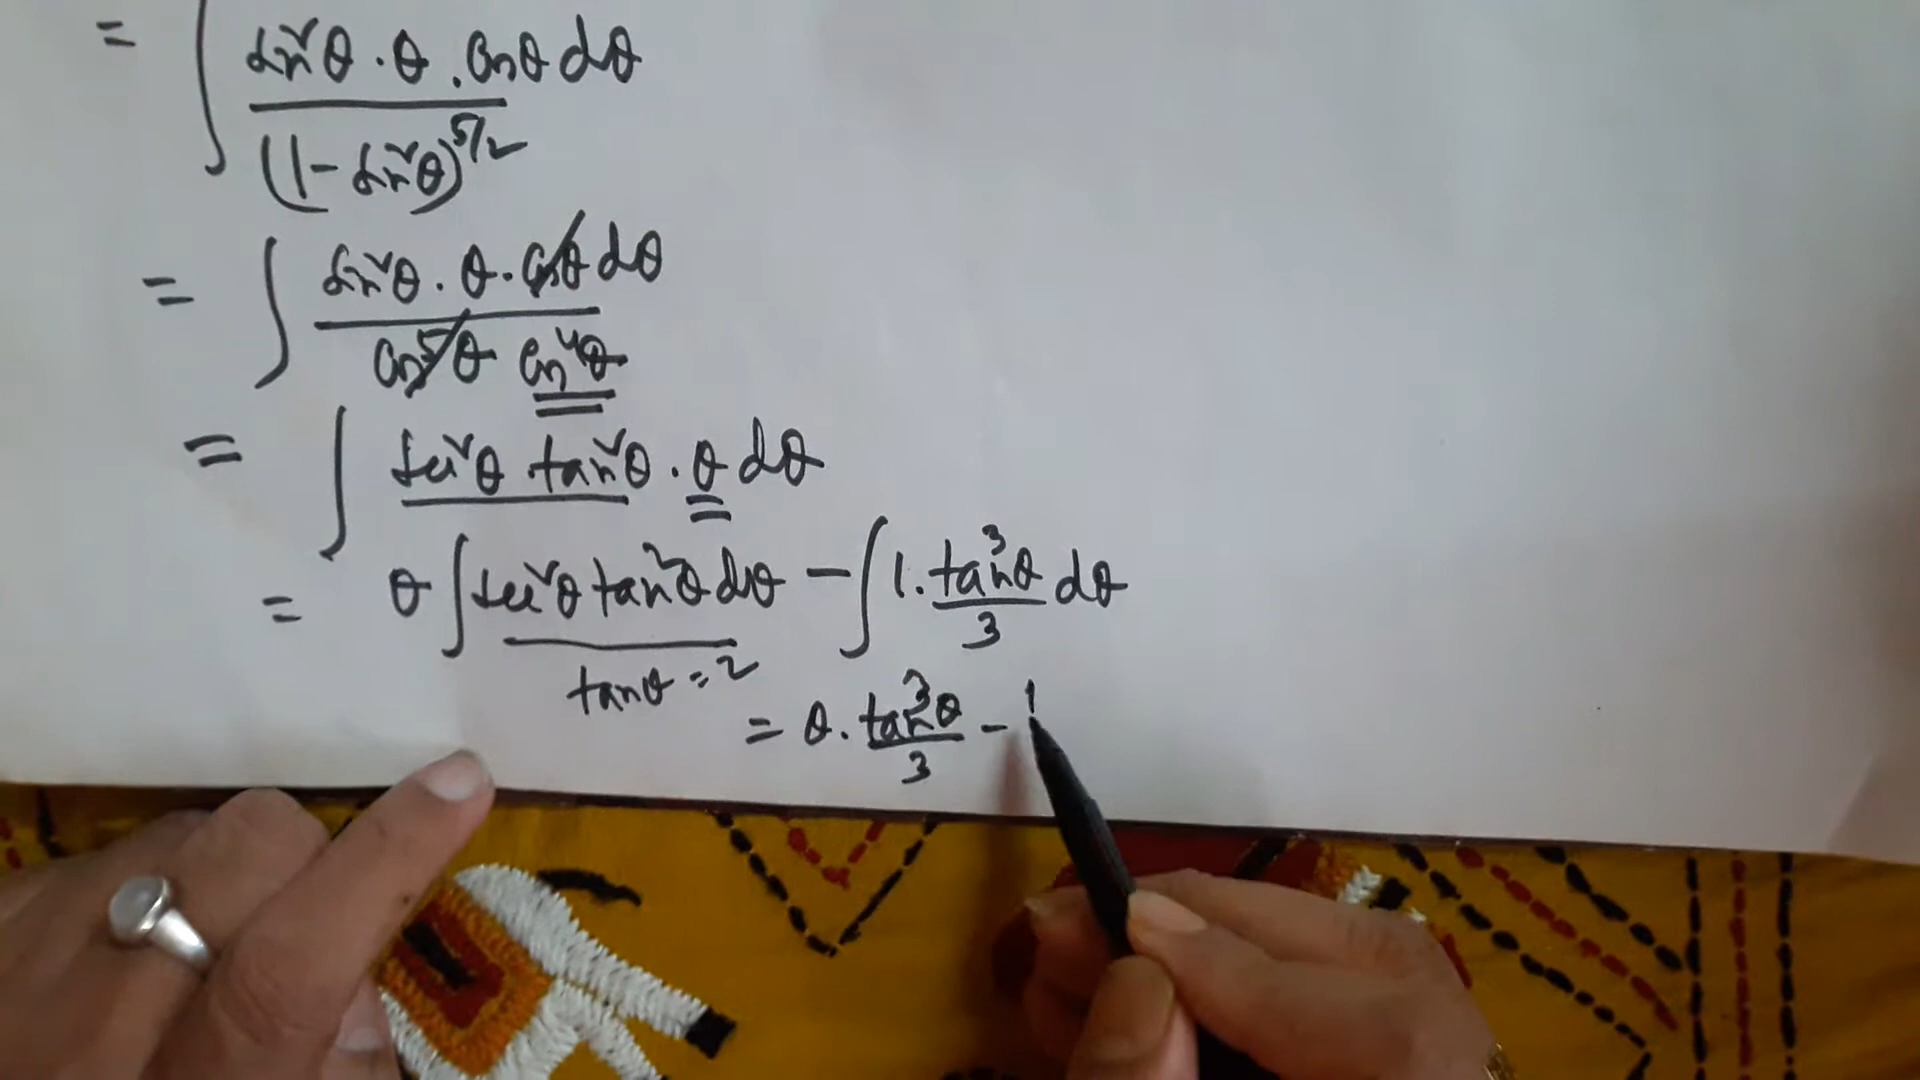 = ∫ sin²θ · θ · cosθ dθ / (1 - sin²θ)^5/2
= ∫ sin²θ · θ · cosθ dθ / cos⁵θ cos⁴θ
= ∫ sec²θ · tan²θ · θ dθ
= θ ∫ sec²θ tan²θ dθ - ∫ 1 · tan³θ / 3 dθ
tanθ = z
= θ · tan³θ / 3 - 1